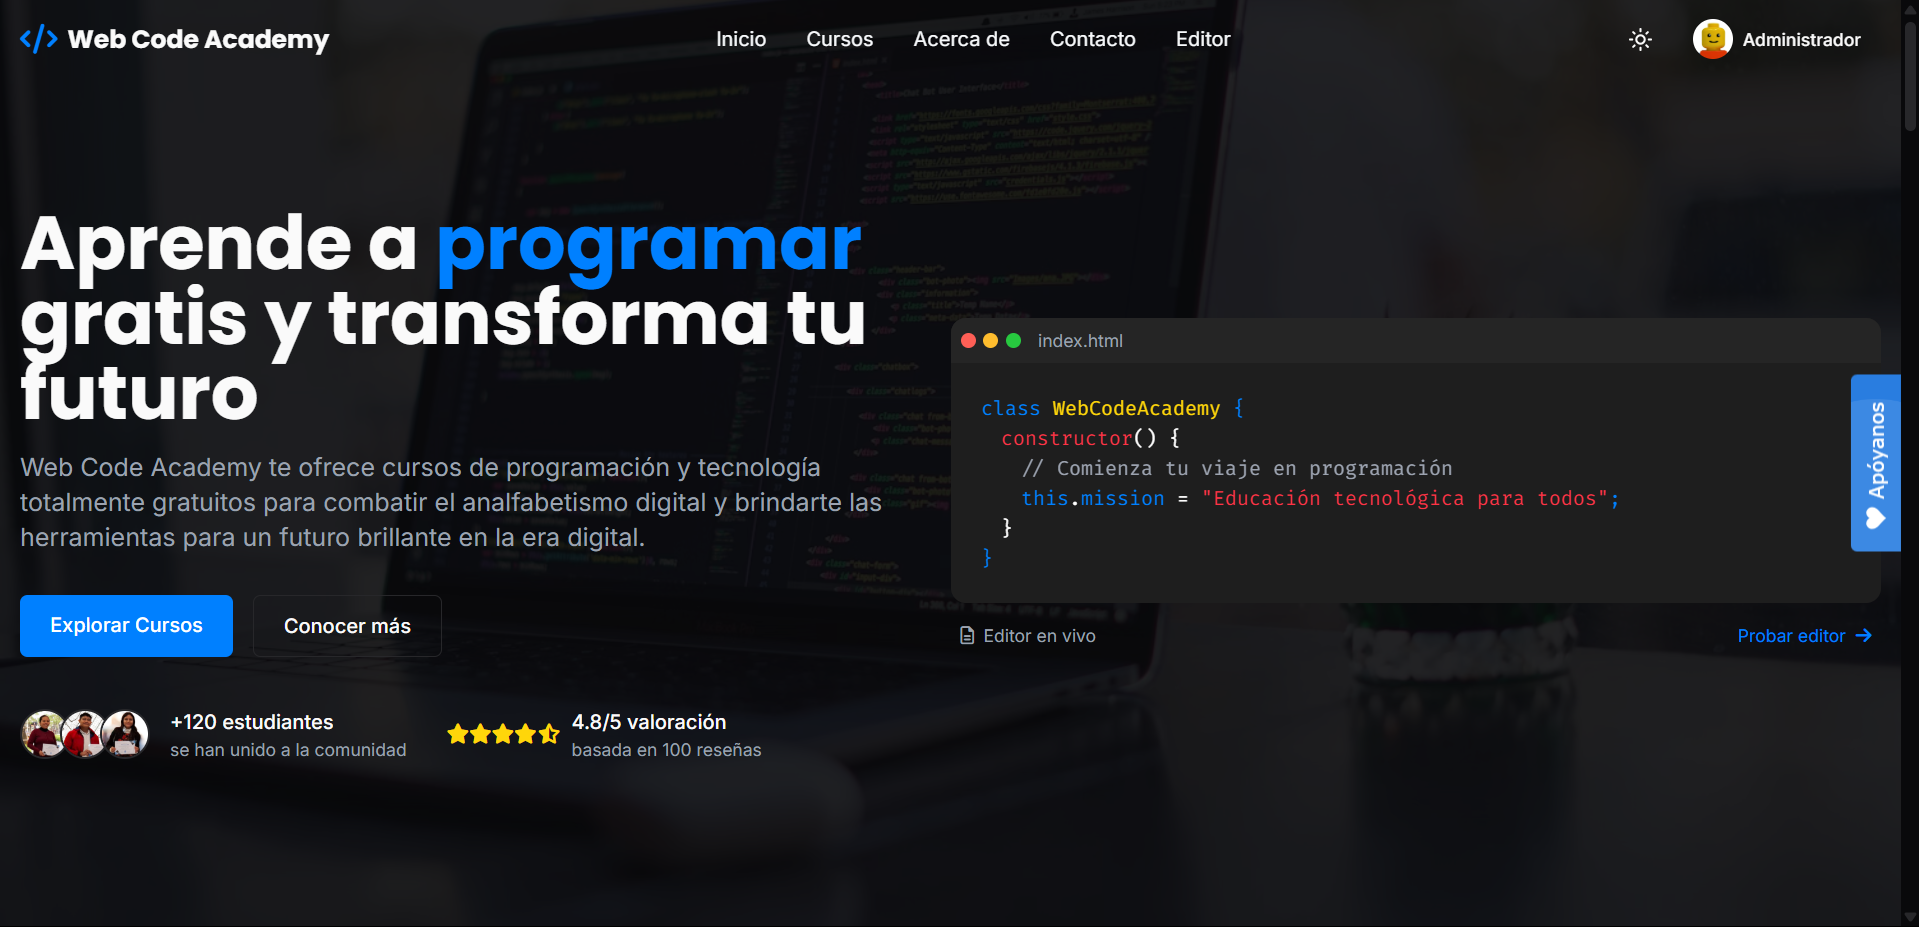 Web Code Academy
Inicio
Cursos
Acerca de
Contacto
Editor
Administrador
Aprende a programar
gratis y transforma tu
futuro
Web Code Academy te ofrece cursos de programación y tecnología
totalmente gratuitos para combatir el analfabetismo digital y brindarte las
herramientas para un futuro brillante en la era digital.
Explorar Cursos
Conocer más
+120 estudiantes
se han unido a la comunidad
4.8/5 valoración
basada en 100 reseñas
index.html
class WebCodeAcademy {
constructor() {
// Comienza tu viaje en programación
this.mission = "Educación tecnológica para todos";
}
}
Editor en vivo
Probar editor
Apóyanos